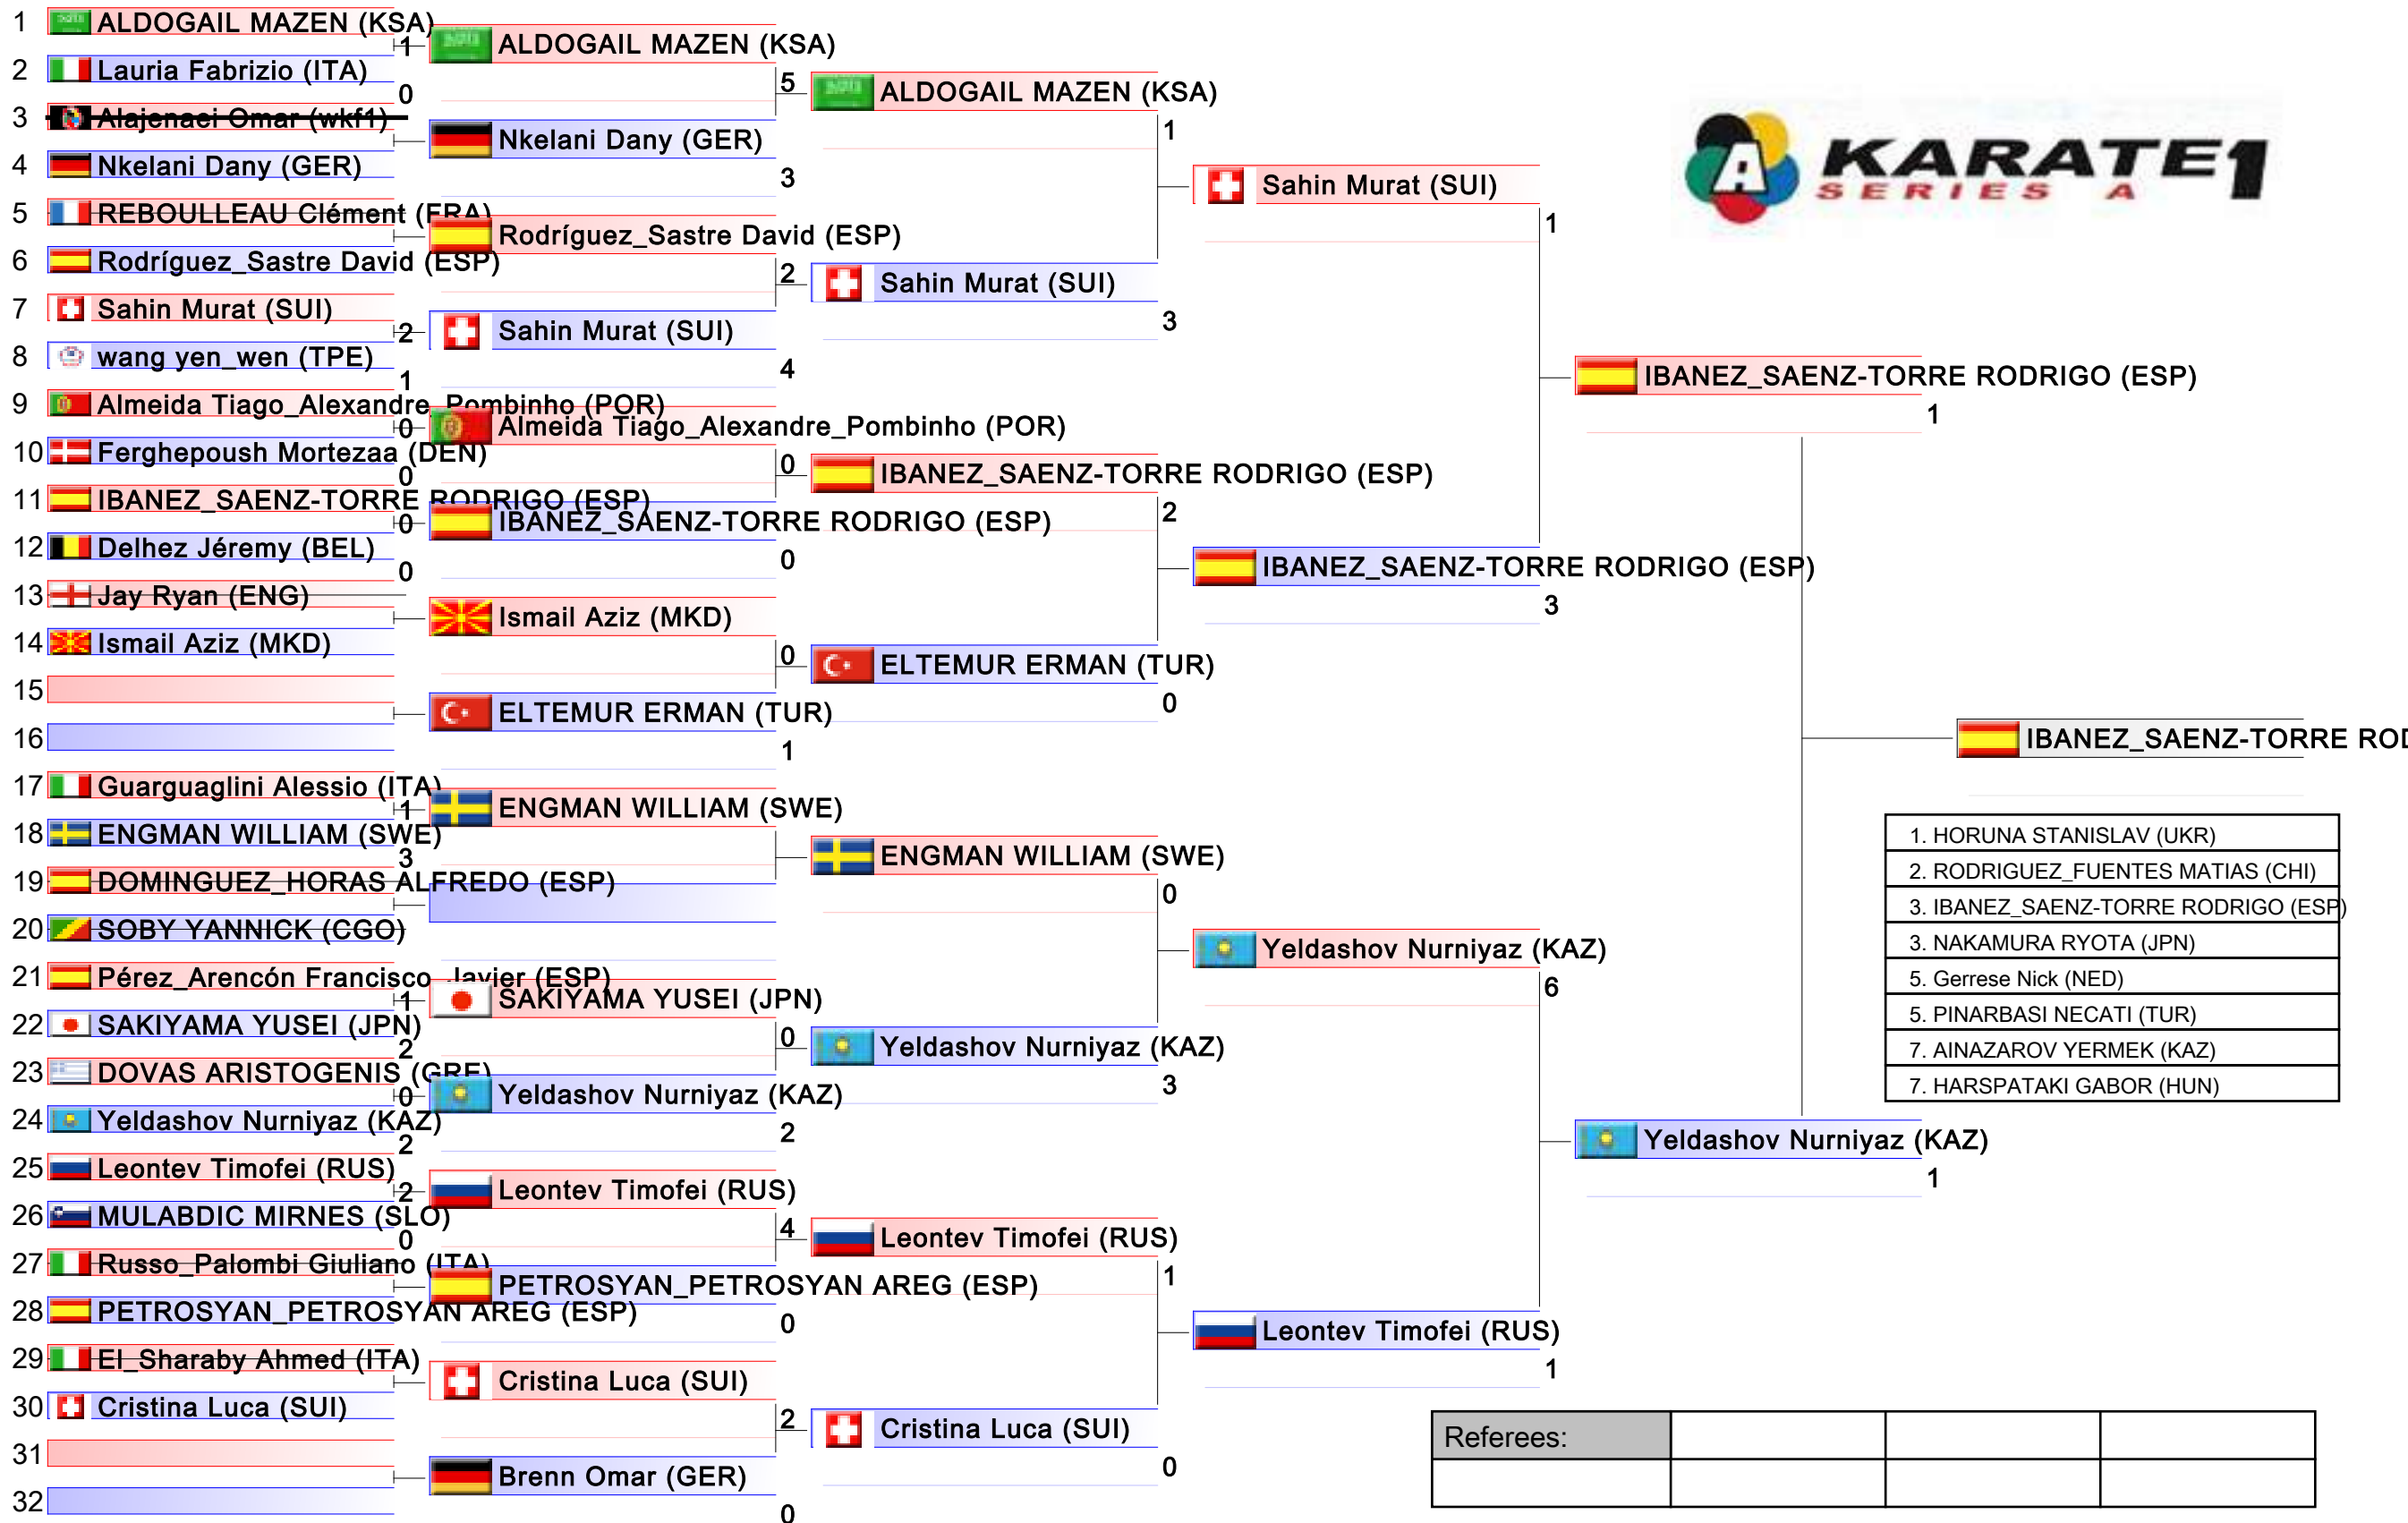 1 ALDOGAIL MAZEN (KSA)
1
2 Lauria Fabrizio (ITA)
0
3 Alajenaei Omar (wkf1)
4 Nkelani Dany (GER)
5 REBOULLEAU Clément (FRA)
6 Rodríguez_Sastre David (ESP)
7 Sahin Murat (SUI)
2
8 wang yen_wen (TPE)
1
9 Almeida Tiago_Alexandre_Pombinho (POR)
0
10 Ferghepoush Mortezaa (DEN)
0
11 IBANEZ_SAENZ-TORRE RODRIGO (ESP)
0
12 Delhez Jéremy (BEL)
0
13 Jay Ryan (ENG)
14 Ismail Aziz (MKD)
15
16
17 Guarguaglini Alessio (ITA)
1
18 ENGMAN WILLIAM (SWE)
3
19 DOMINGUEZ_HORAS ALFREDO (ESP)
20 SOBY YANNICK (CGO)
21 Pérez_Arencón Francisco_Javier (ESP)
1
22 SAKIYAMA YUSEI (JPN)
2
23 DOVAS ARISTOGENIS (GRE)
0
24 Yeldashov Nurniyaz (KAZ)
2
25 Leontev Timofei (RUS)
2
26 MULABDIC MIRNES (SLO)
0
27 Russo_Palombi Giuliano (ITA)
28 PETROSYAN_PETROSYAN AREG (ESP)
29 El_Sharaby Ahmed (ITA)
30 Cristina Luca (SUI)
31
32
ALDOGAIL MAZEN (KSA)
5
Nkelani Dany (GER)
3
Rodríguez_Sastre David (ESP)
2
Sahin Murat (SUI)
4
Almeida Tiago_Alexandre_Pombinho (POR)
0
IBANEZ_SAENZ-TORRE RODRIGO (ESP)
0
Ismail Aziz (MKD)
0
ELTEMUR ERMAN (TUR)
1
ENGMAN WILLIAM (SWE)
SAKIYAMA YUSEI (JPN)
0
Yeldashov Nurniyaz (KAZ)
2
Leontev Timofei (RUS)
4
PETROSYAN_PETROSYAN AREG (ESP)
0
Cristina Luca (SUI)
2
Brenn Omar (GER)
0
ALDOGAIL MAZEN (KSA)
1
Sahin Murat (SUI)
3
IBANEZ_SAENZ-TORRE RODRIGO (ESP)
2
ELTEMUR ERMAN (TUR)
0
ENGMAN WILLIAM (SWE)
0
Yeldashov Nurniyaz (KAZ)
3
Leontev Timofei (RUS)
1
Cristina Luca (SUI)
0
Sahin Murat (SUI)
1
IBANEZ_SAENZ-TORRE RODRIGO (ESP)
3
Yeldashov Nurniyaz (KAZ)
6
Leontev Timofei (RUS)
1
IBANEZ_SAENZ-TORRE RODRIGO (ESP)
1
Yeldashov Nurniyaz (KAZ)
1
IBANEZ_SAENZ-TORRE ROD
A KARATE1
SERIES A
1. HORUNA STANISLAV (UKR)
2. RODRIGUEZ_FUENTES MATIAS (CHI)
3. IBANEZ_SAENZ-TORRE RODRIGO (ESP)
3. NAKAMURA RYOTA (JPN)
5. Gerrese Nick (NED)
5. PINARBASI NECATI (TUR)
7. AINAZAROV YERMEK (KAZ)
7. HARSPATAKI GABOR (HUN)
Referees: